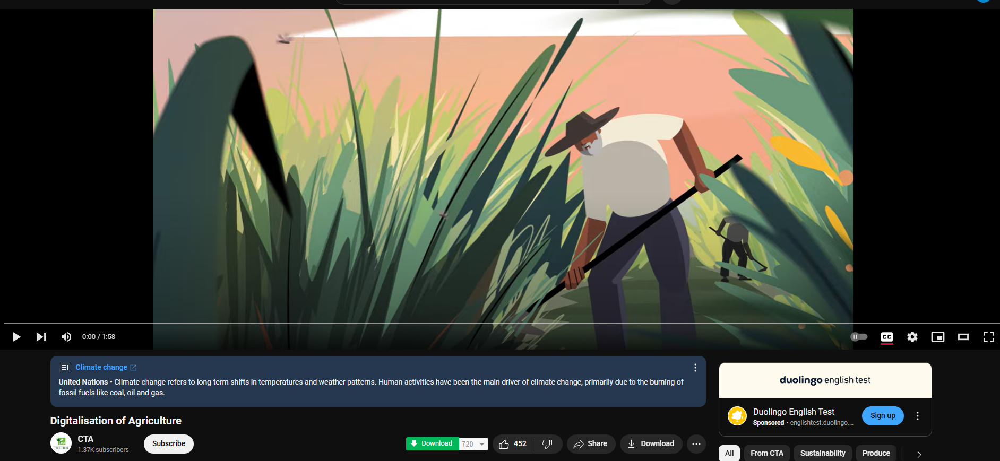 0:00 / 1:58
Climate change
United Nations • Climate change refers to long-term shifts in temperatures and weather patterns. Human activities have been the main driver of climate change, primarily due to the burning of
fossil fuels like coal, oil and gas.
Digitalisation of Agriculture
CTA
1.37K subscribers
Subscribe
Download
720
452
Share
Download
duolingo english test
Duolingo English Test
Sponsored · englishtest.duolingo....
Sign up
All
From CTA
Sustainability
Produce